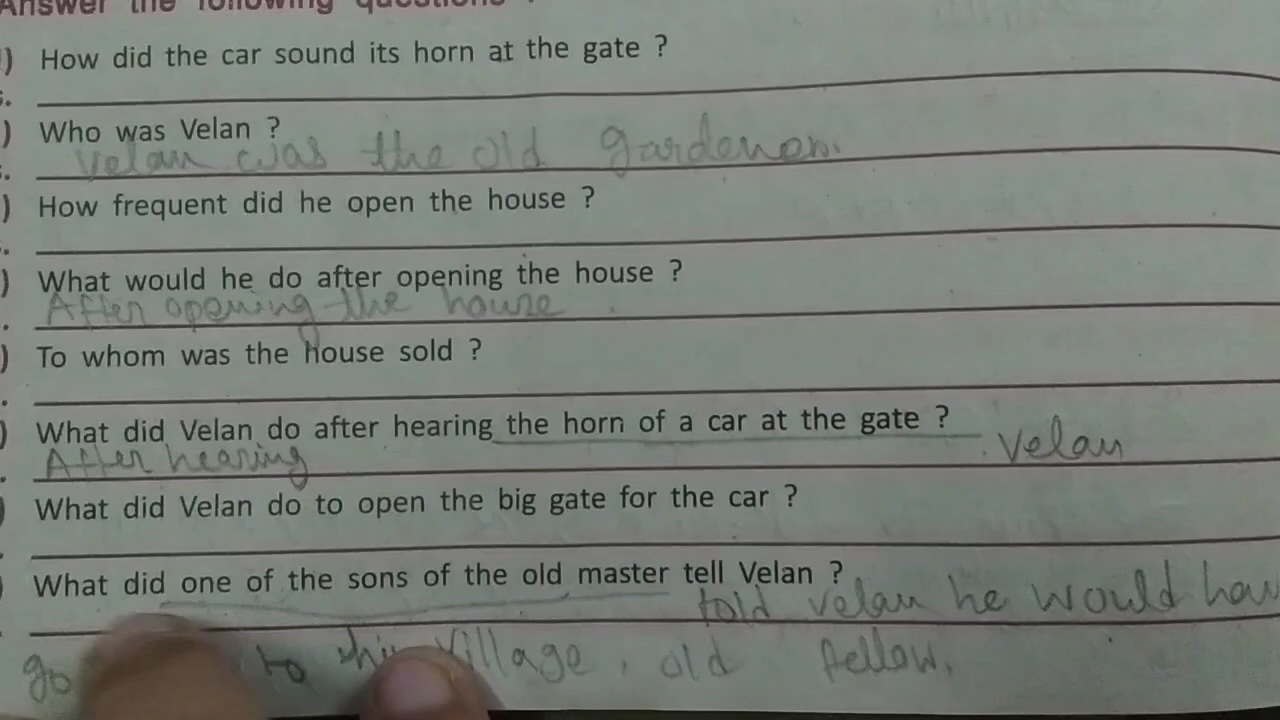 Answer the following questions :
) How did the car sound its horn at the gate ?
) Who was Velan ?
Velan was the old gardener.
) How frequent did he open the house ?
) What would he do after opening the house ?
After opening the house .
) To whom was the house sold ?
) What did Velan do after hearing the horn of a car at the gate ?
After hearing . Velan
) What did Velan do to open the big gate for the car ?
) What did one of the sons of the old master tell Velan ?
told velan he would hav
go to village, old fellow.